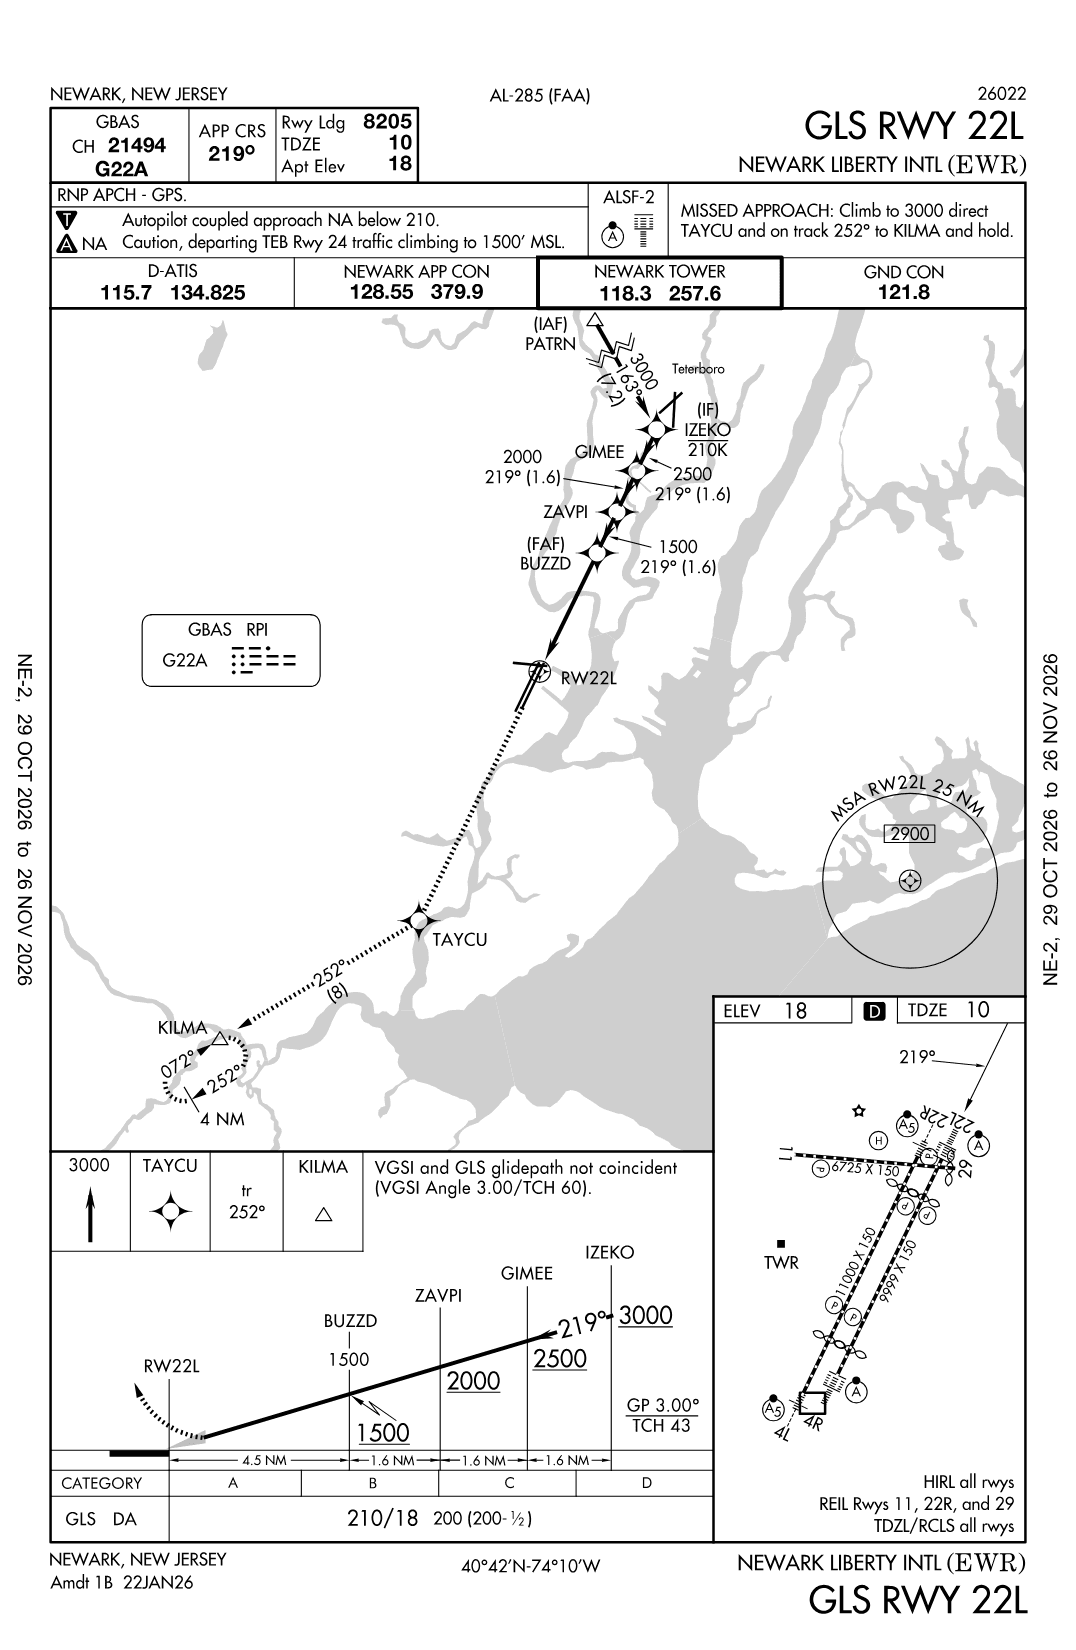 NEWARK, NEW JERSEY
AL-285 (FAA)
26022
GLS RWY 22L
NEWARK LIBERTY INTL (EWR)
GBAS
CH 21494
G22A
APP CRS
219°
Rwy Ldg 8205
TDZE 10
Apt Elev 18
RNP APCH - GPS.
T
Autopilot coupled approach NA below 210.
A NA Caution, departing TEB Rwy 24 traffic climbing to 1500' MSL.
ALSF-2
A
MISSED APPROACH: Climb to 3000 direct
TAYCU and on track 252° to KILMA and hold.
D-ATIS
115.7 134.825
NEWARK APP CON
128.55 379.9
NEWARK TOWER
118.3 257.6
GND CON
121.8
(IAF)
PATRN
3000
163°
(7.2)
Teterboro
(IF)
IZEKO
210K
GIMEE
2000
219° (1.6)
2500
219° (1.6)
ZAVPI
(FAF)
BUZZD
1500
219° (1.6)
GBAS RPI
G22A
RW22L
MSA RW22L 25 NM
2900
TAYCU
252°
(8)
KILMA
072°
252°
4 NM
NE-2, 29 OCT 2026 to 26 NOV 2026
NE-2, 29 OCT 2026 to 26 NOV 2026
ELEV 18
D
TDZE 10
219°
22R
22L
A5
A
H
P
11
29
6725 X 150
P
P
P
TWR
11000 X 150
9999 X 150
P
P
A5
A
4L
4R
HIRL all rwys
REIL Rwys 11, 22R, and 29
TDZL/RCLS all rwys
3000
TAYCU
tr
252°
KILMA
VGSI and GLS glidepath not coincident
(VGSI Angle 3.00/TCH 60).
IZEKO
GIMEE
ZAVPI
BUZZD
RW22L
1500
219°
3000
2500
2000
1500
GP 3.00°
TCH 43
4.5 NM
1.6 NM
1.6 NM
1.6 NM
CATEGORY
A
B
C
D
GLS DA
210/18 200 (200-½)
NEWARK, NEW JERSEY
Amdt 1B 22JAN26
40°42'N-74°10'W
NEWARK LIBERTY INTL (EWR)
GLS RWY 22L